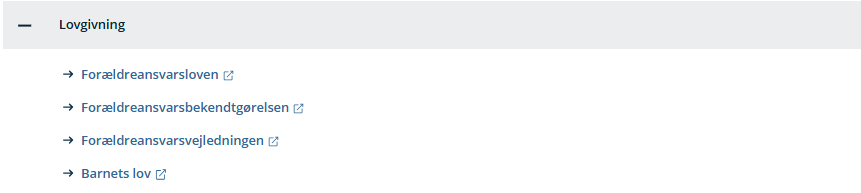 Lovgivning
Forældreansvarsloven
Forældreansvarsbekendtgørelsen
Forældreansvarsvejledningen
Barnets lov